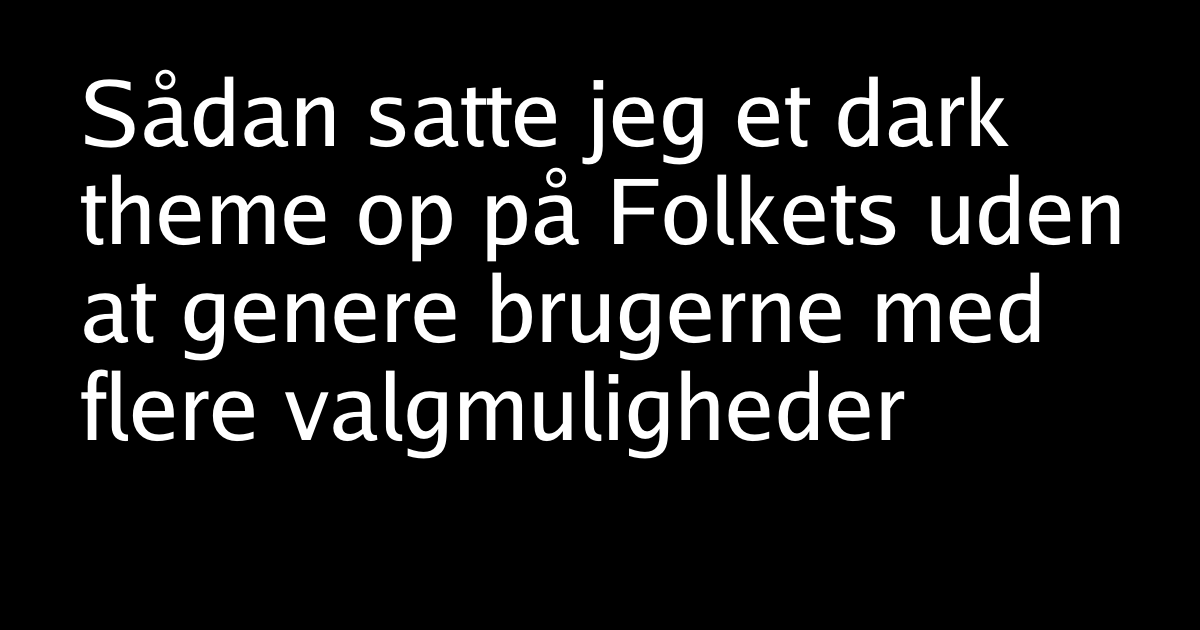 Sådan satte jeg et dark
theme op på Folkets uden
at genere brugerne med
flere valgmuligheder